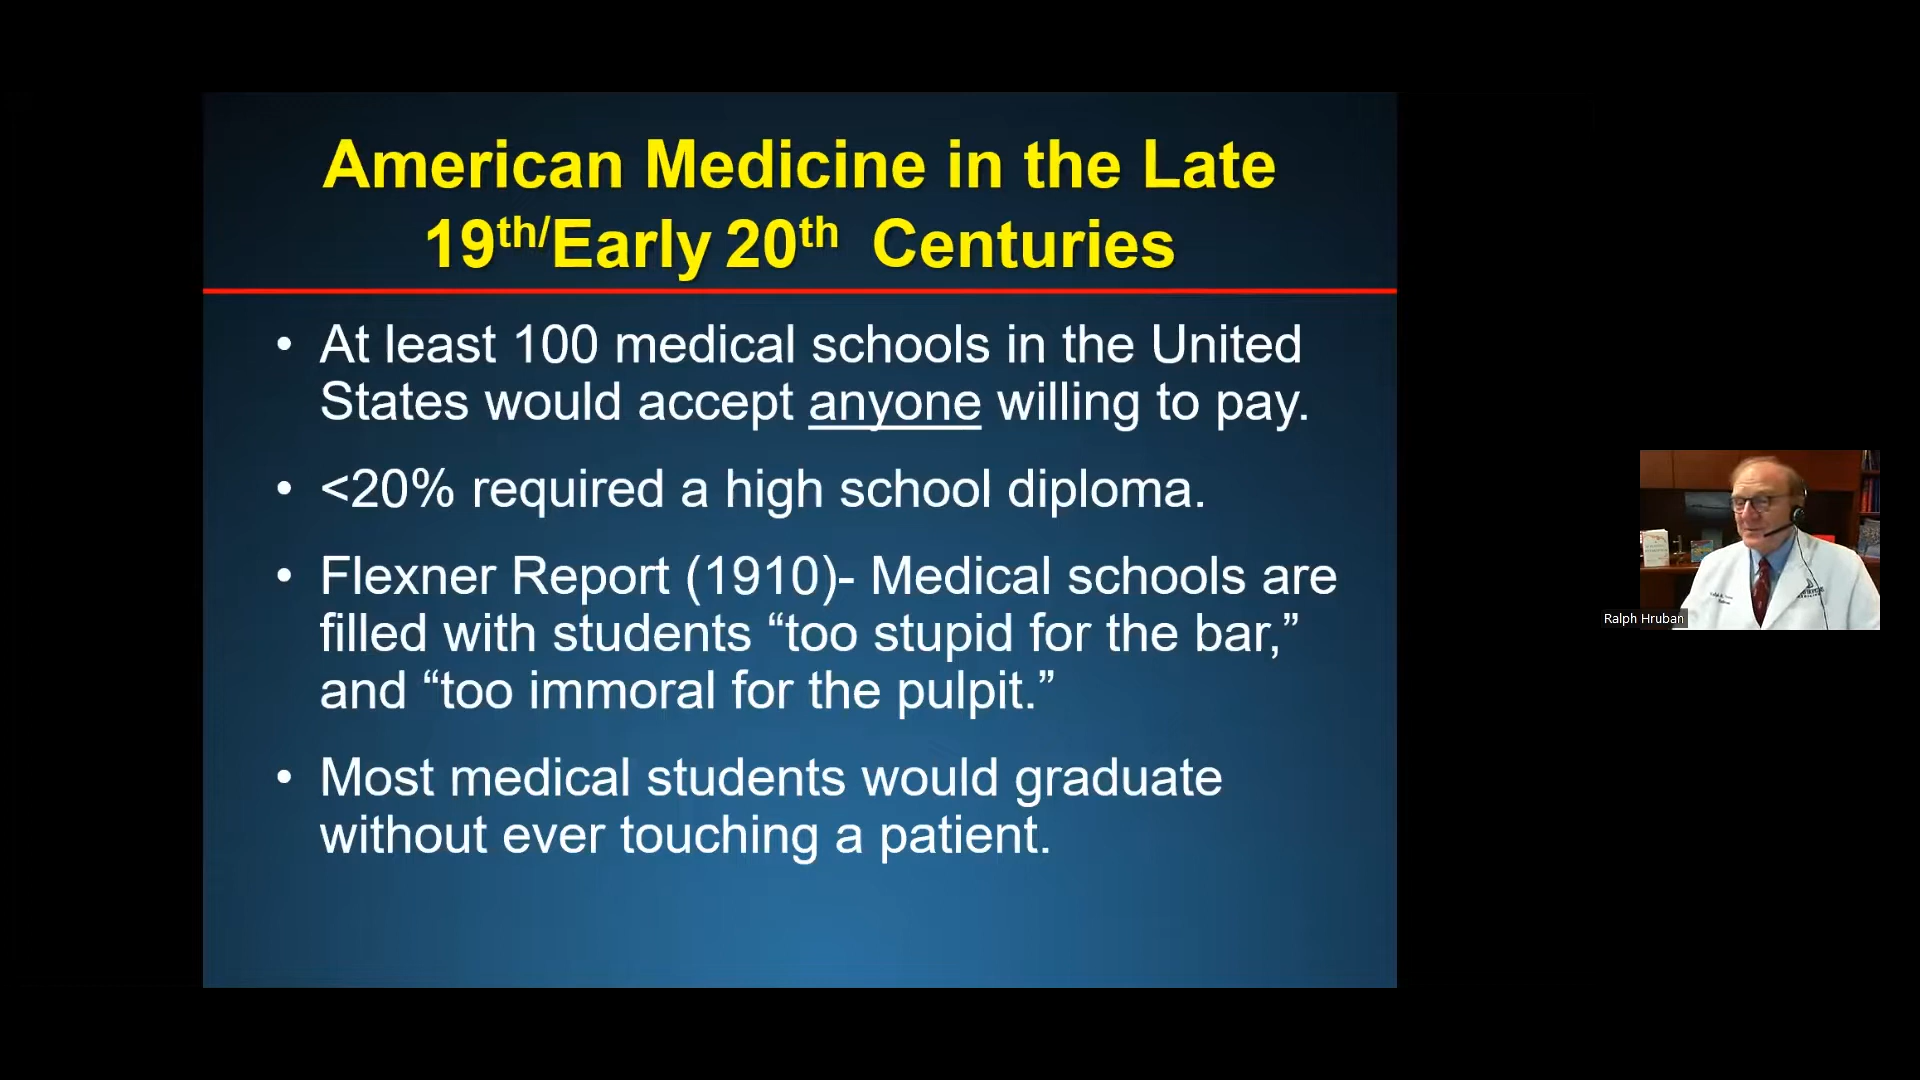 American Medicine in the Late
19th/Early 20th Centuries
• At least 100 medical schools in the United
States would accept anyone willing to pay.
• <20% required a high school diploma.
• Flexner Report (1910)- Medical schools are
filled with students “too stupid for the bar,”
and “too immoral for the pulpit.”
• Most medical students would graduate
without ever touching a patient.
Ralph Hruban